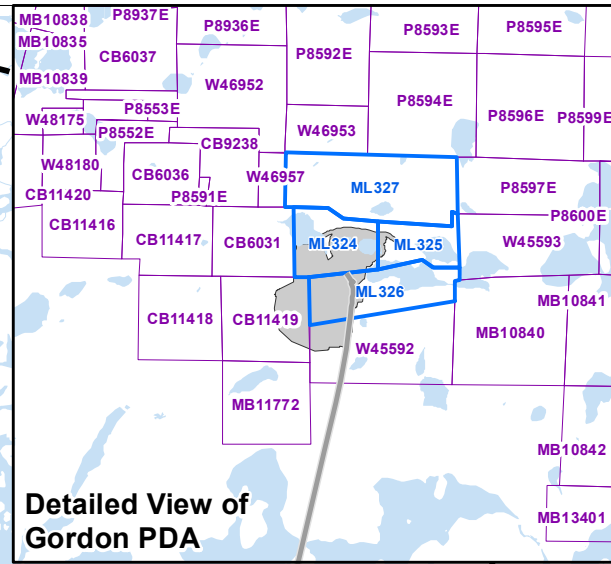 MB10838
P8937E
P8936E
P8593E
P8595E
MB10835
CB6037
P8592E
MB10839
W46952
P8594E
P8553E
W48175
P8596E
P8599E
P8552E
CB9238
W46953
W48180
CB6036
W46957
ML327
P8597E
CB11420
P8591E
CB11416
P8600E
CB11417
CB6031
ML324
ML325
W45593
ML326
MB10841
CB11418
CB11419
MB10840
W45592
MB11772
MB10842
Detailed View of
Gordon PDA
MB13401